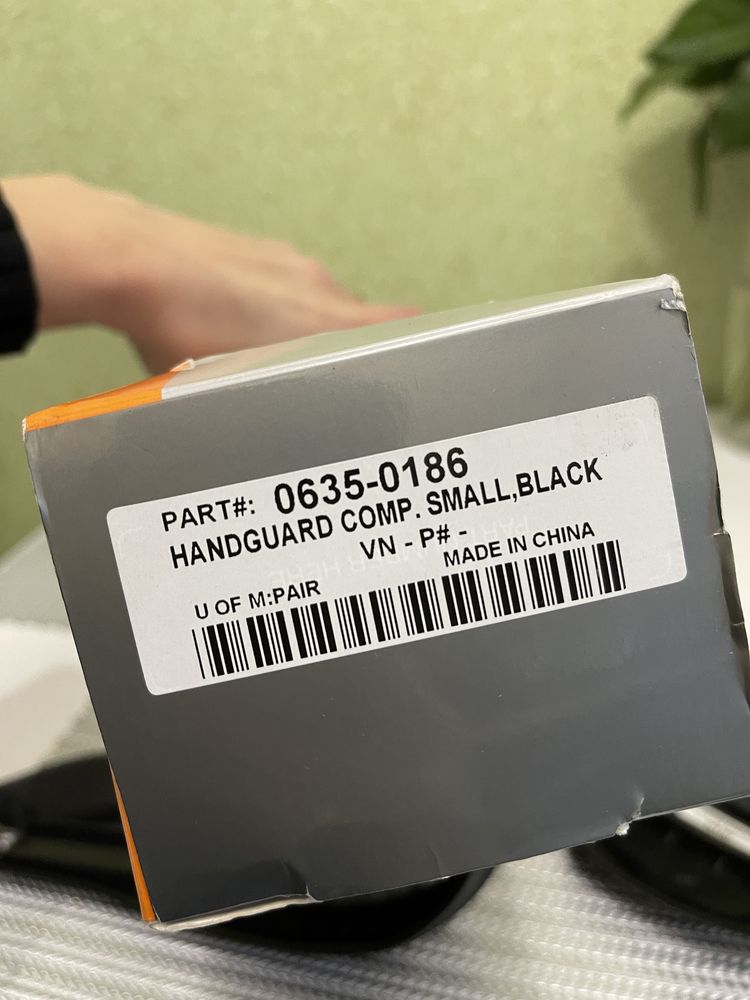 PART#: 0635-0186
HANDGUARD COMP. SMALL,BLACK
VN - P# -
MADE IN CHINA
U OF M:PAIR